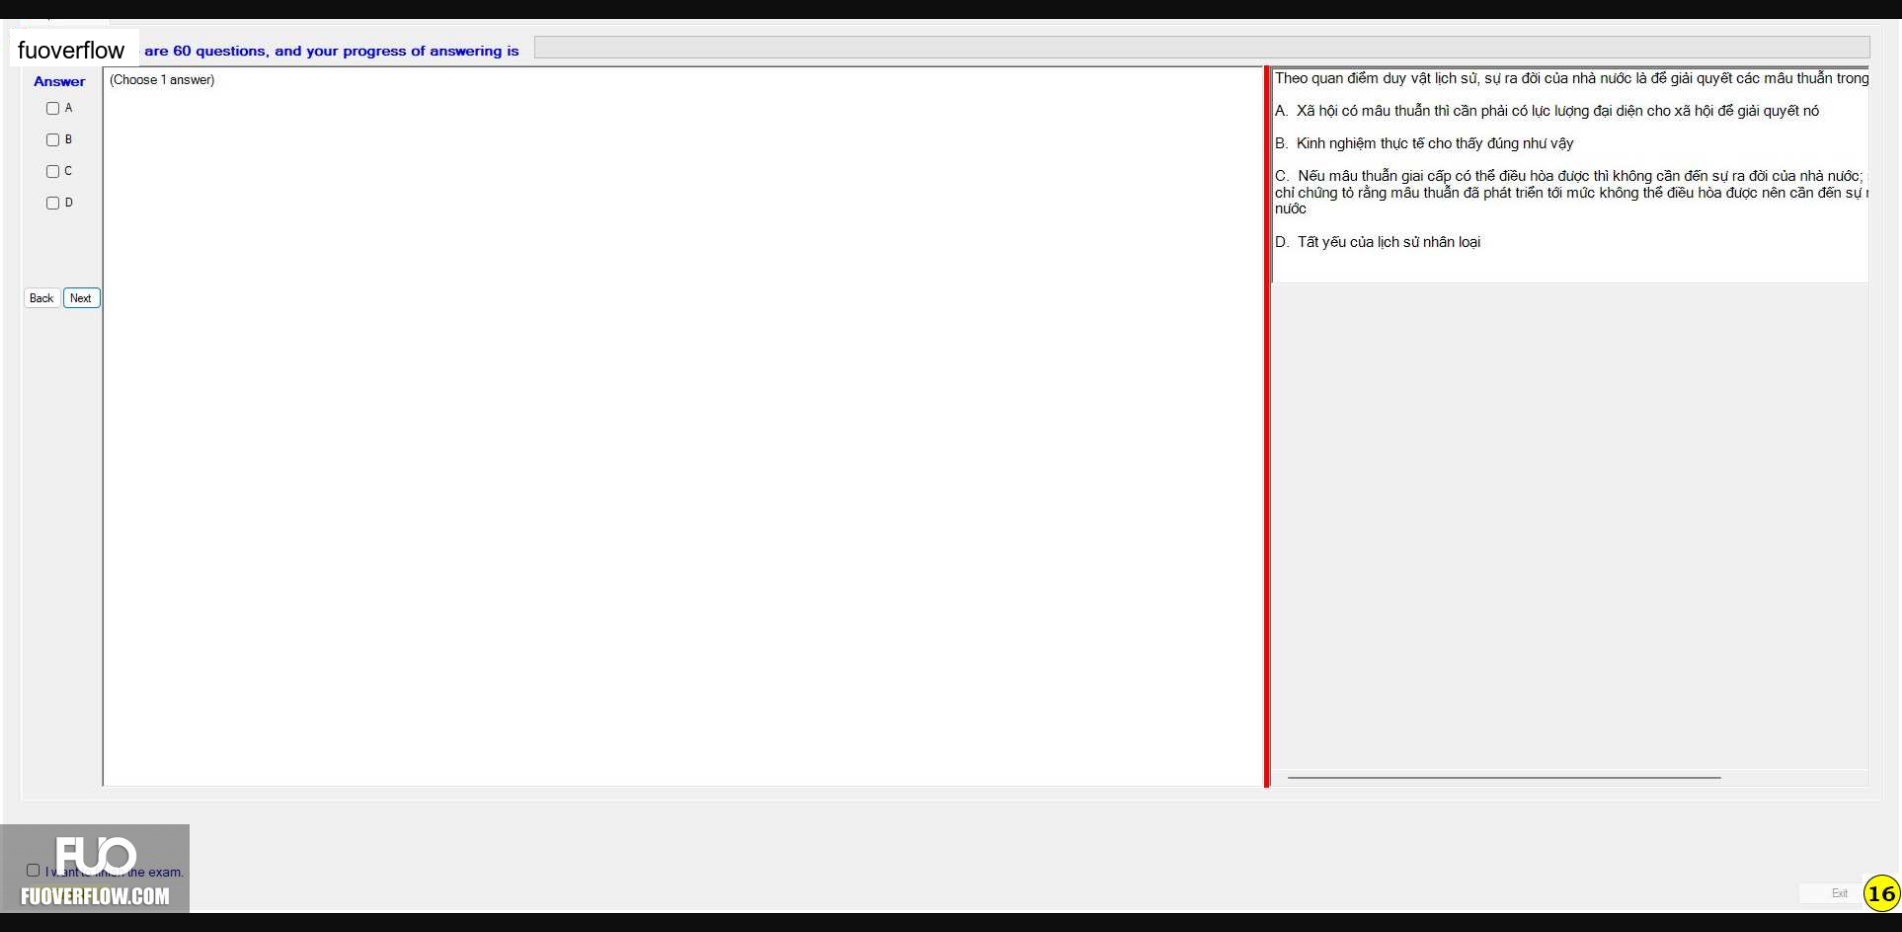 fuoverflow are 60 questions, and your progress of answering is
Answer
(Choose 1 answer)
A
B
C
D
Back Next
Theo quan điểm duy vật lịch sử, sự ra đời của nhà nước là để giải quyết các mâu thuẫn trong
A. Xã hội có mâu thuẫn thì cần phải có lực lượng đại diện cho xã hội để giải quyết nó
B. Kinh nghiệm thực tế cho thấy đúng như vậy
C. Nếu mâu thuẫn giai cấp có thể điều hòa được thì không cần đến sự ra đời của nhà nước;
chỉ chứng tỏ rằng mâu thuẫn đã phát triển tới mức không thể điều hòa được nên cần đến sự
nước
D. Tất yếu của lịch sử nhân loại
FUO
I want the exam.
FUOVERFLOW.COM
Exit 16